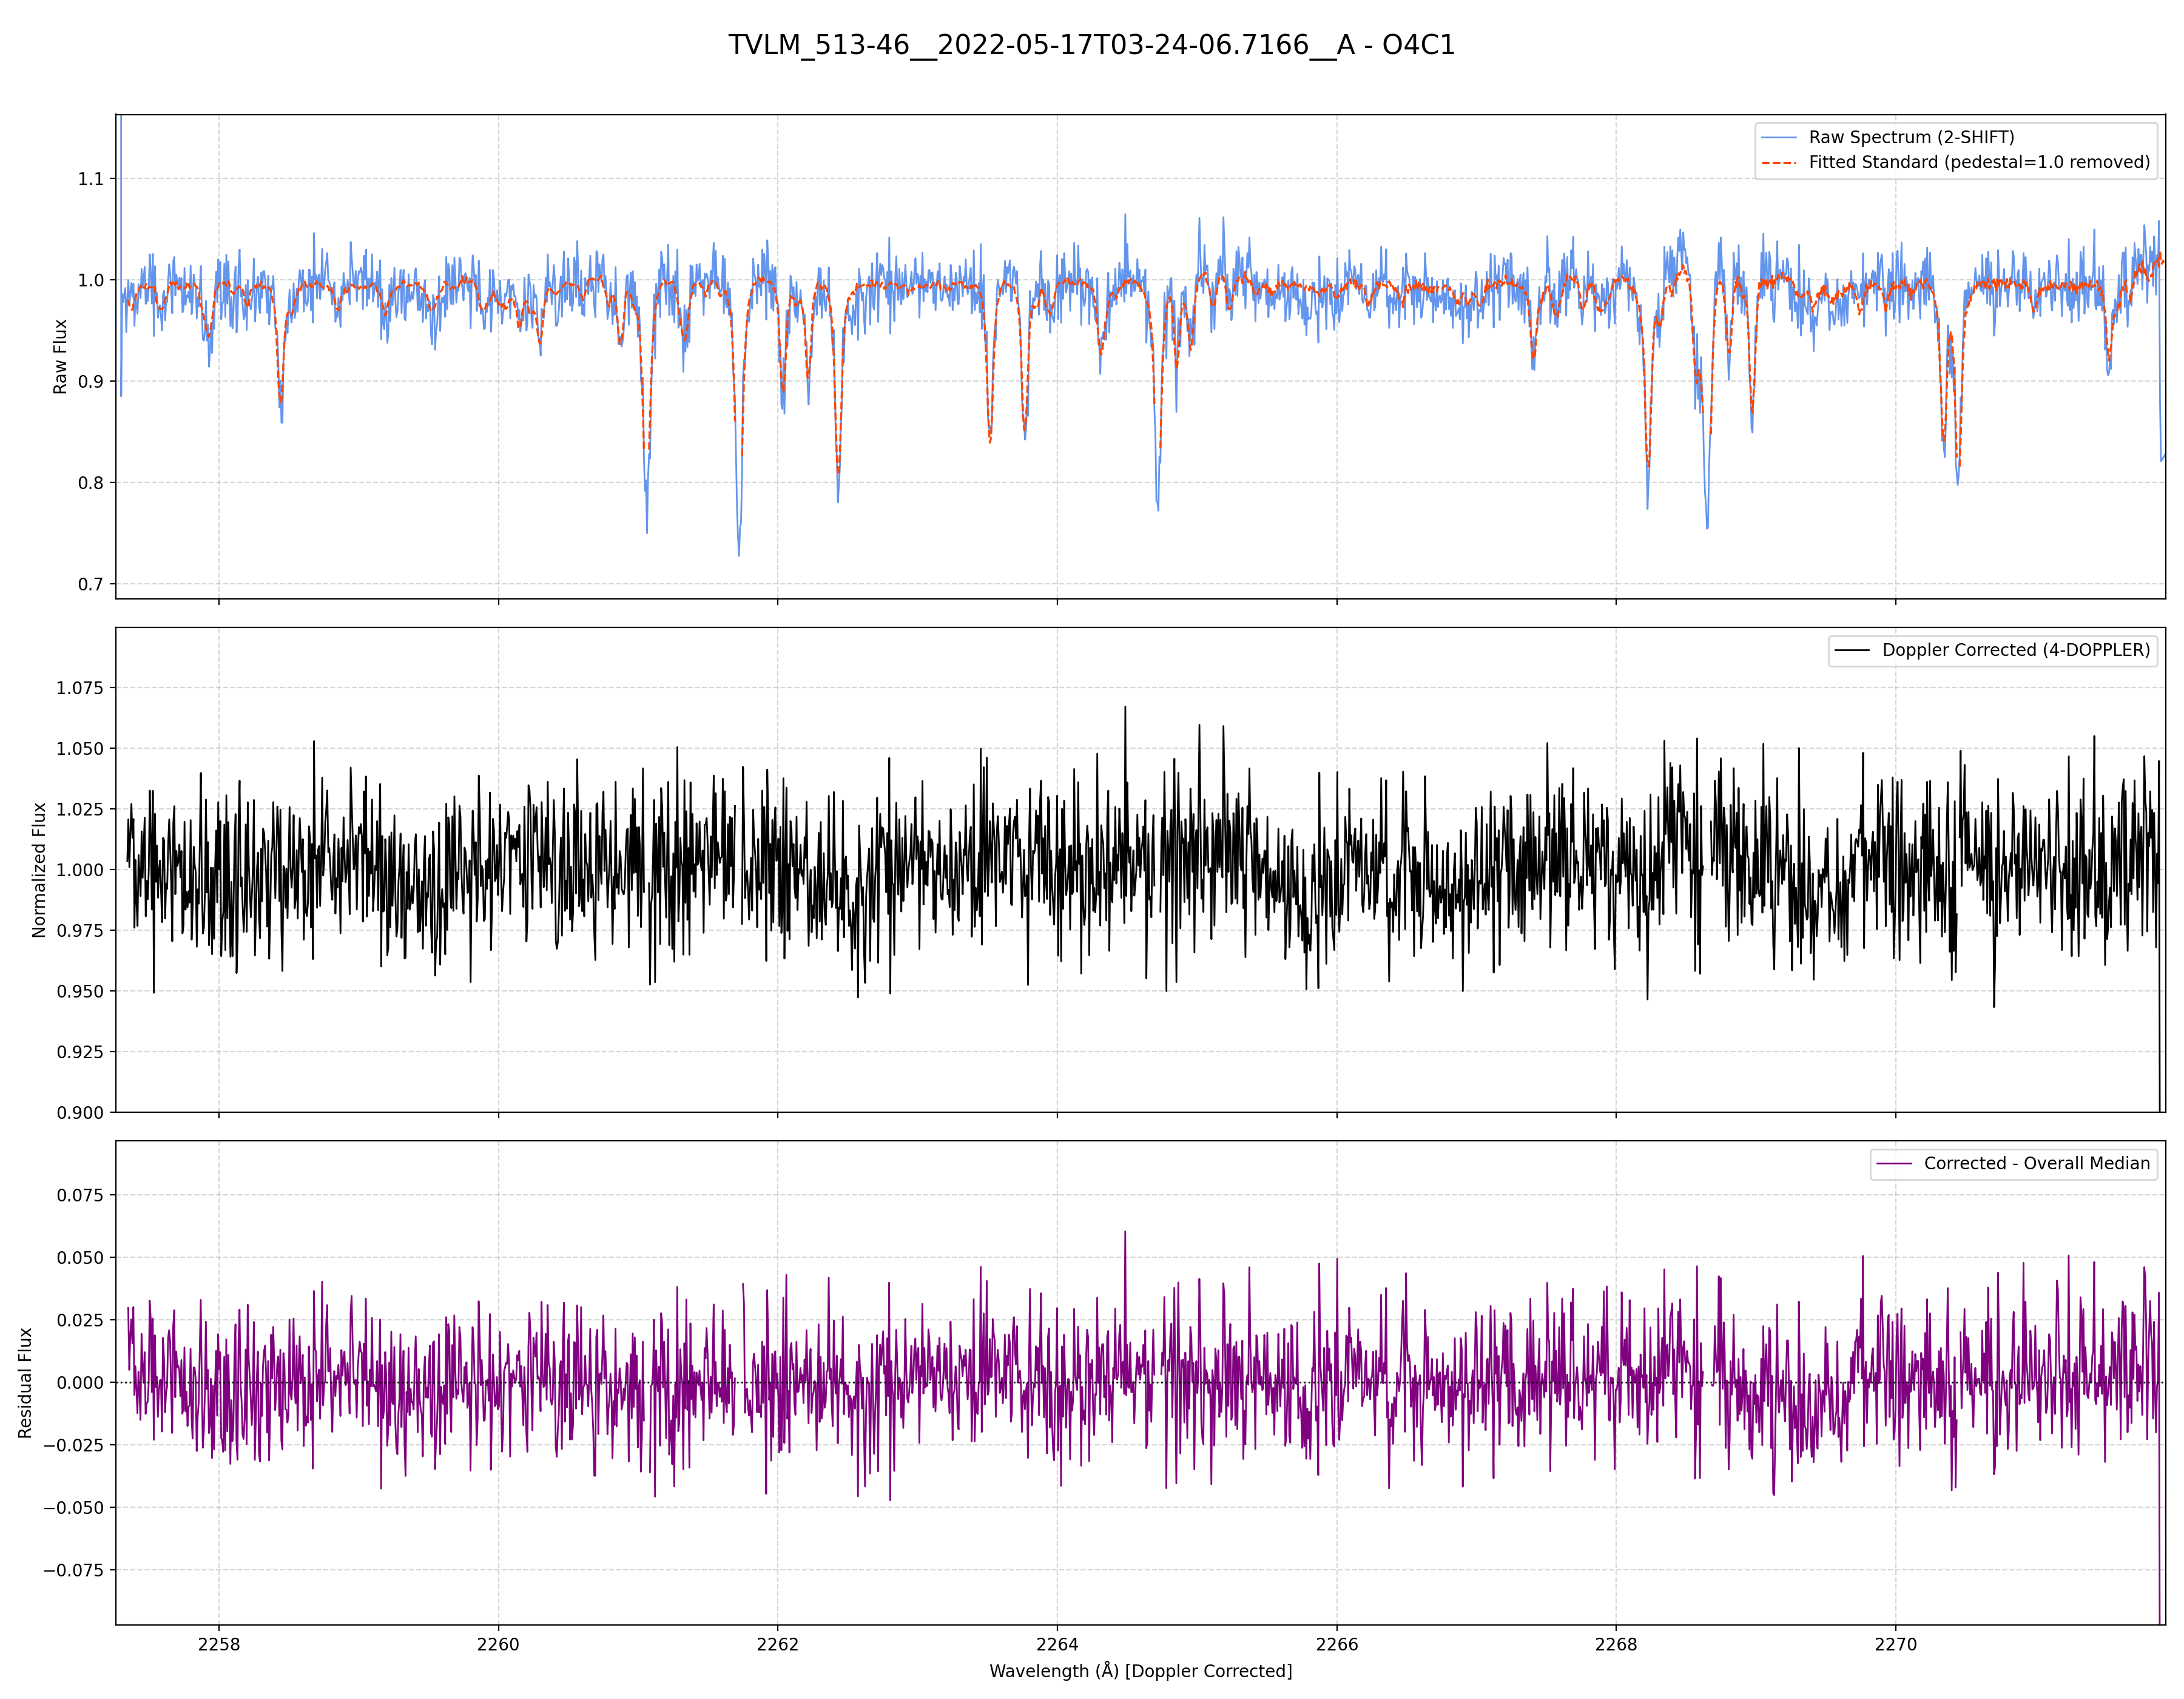 TVLM_513-46__2022-05-17T03-24-06.7166__A - O4C1
Raw Spectrum (2-SHIFT)
Fitted Standard (pedestal=1.0 removed)
1.1
1.0
0.9
0.8
0.7
Raw Flux
Doppler Corrected (4-DOPPLER)
1.075
1.050
1.025
1.000
0.975
0.950
0.925
0.900
Normalized Flux
Corrected - Overall Median
0.075
0.050
0.025
0.000
−0.025
−0.050
−0.075
Residual Flux
2258 2260 2262 2264 2266 2268 2270
Wavelength (Å) [Doppler Corrected]